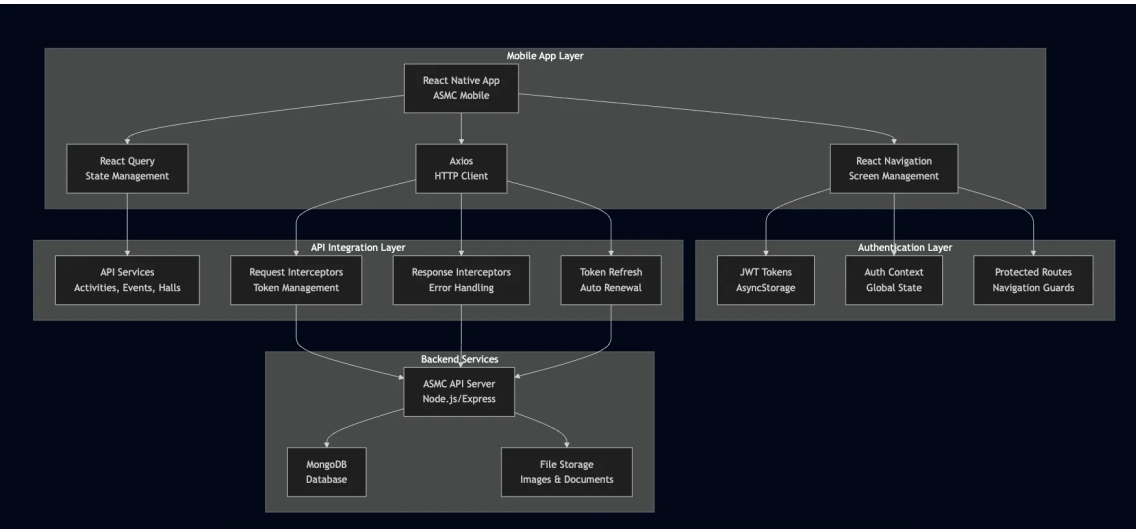 Mobile App Layer
React Native App
ASMC Mobile
React Query
State Management
Axios
HTTP Client
React Navigation
Screen Management
API Integration Layer
API Services
Activities, Events, Halls
Request Interceptors
Token Management
Response Interceptors
Error Handling
Token Refresh
Auto Renewal
Authentication Layer
JWT Tokens
AsyncStorage
Auth Context
Global State
Protected Routes
Navigation Guards
Backend Services
ASMC API Server
Node.js/Express
MongoDB
Database
File Storage
Images & Documents